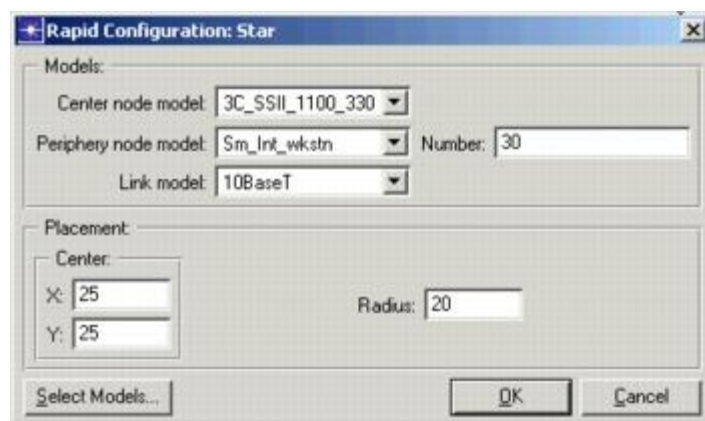 Rapid Configuration: Star
Models:
Center node model: 3C_SSII_1100_330
Periphery node model: Sm_Int_wkstn Number: 30
Link model: 10BaseT
Placement:
Center:
X: 25
Radius: 20
Y: 25
Select Models... OK Cancel